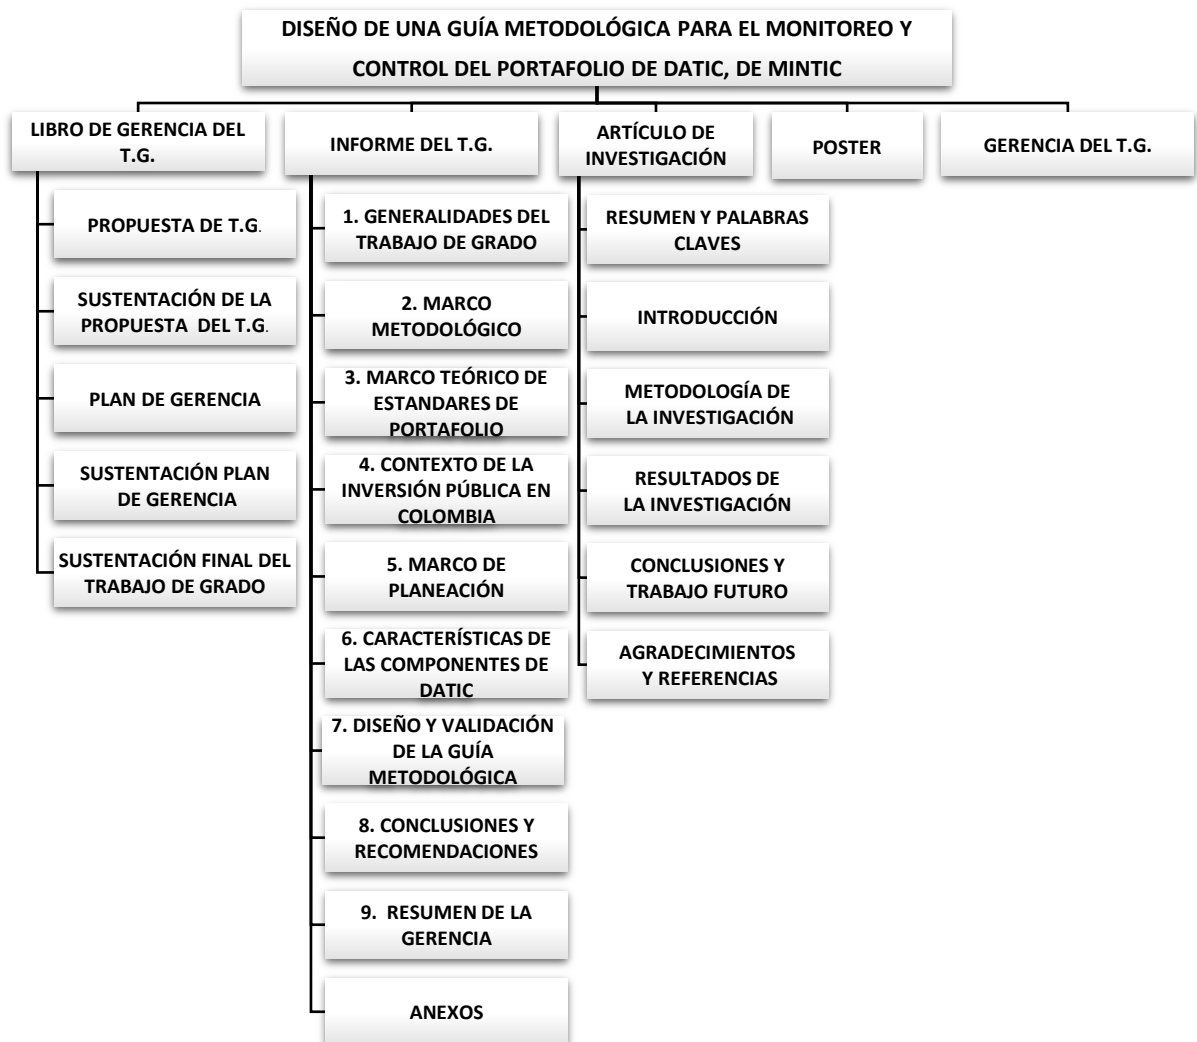 DISEÑO DE UNA GUÍA METODOLÓGICA PARA EL MONITOREO Y
CONTROL DEL PORTAFOLIO DE DATIC, DE MINTIC
LIBRO DE GERENCIA DEL
T.G.
PROPUESTA DE T.G.
SUSTENTACIÓN DE LA
PROPUESTA DEL T.G.
PLAN DE GERENCIA
SUSTENTACIÓN PLAN
DE GERENCIA
SUSTENTACIÓN FINAL DEL
TRABAJO DE GRADO
INFORME DEL T.G.
1. GENERALIDADES DEL
TRABAJO DE GRADO
2. MARCO
METODOLÓGICO
3. MARCO TEÓRICO DE
ESTANDARES DE
PORTAFOLIO
4. CONTEXTO DE LA
INVERSIÓN PÚBLICA EN
COLOMBIA
5. MARCO DE
PLANEACIÓN
6. CARACTERÍSTICAS DE
LAS COMPONENTES DE
DATIC
7. DISEÑO Y VALIDACIÓN
DE LA GUÍA
METODOLÓGICA
8. CONCLUSIONES Y
RECOMENDACIONES
9. RESUMEN DE LA
GERENCIA
ANEXOS
ARTÍCULO DE
INVESTIGACIÓN
RESUMEN Y PALABRAS
CLAVES
INTRODUCCIÓN
METODOLOGÍA DE
LA INVESTIGACIÓN
RESULTADOS DE
LA INVESTIGACIÓN
CONCLUSIONES Y
TRABAJO FUTURO
AGRADECIMIENTOS
Y REFERENCIAS
POSTER
GERENCIA DEL T.G.